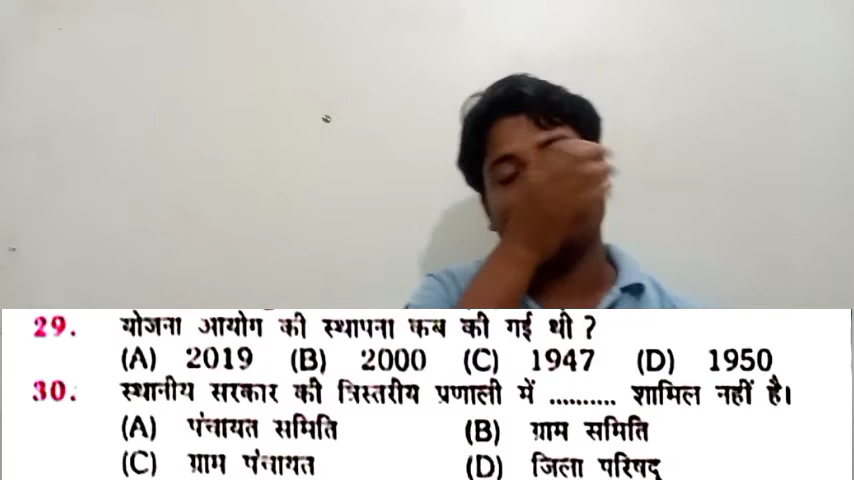 29. योजना आयोग की स्थापना कब की गई थी ?
(A) 2019 (B) 2000 (C) 1947 (D) 1950
30. स्थानीय सरकार की त्रिस्तरीय प्रणाली में .......... शामिल नहीं है।
(A) पंचायत समिति (B) ग्राम समिति
(C) ग्राम पंचायत (D) जिला परिषद्